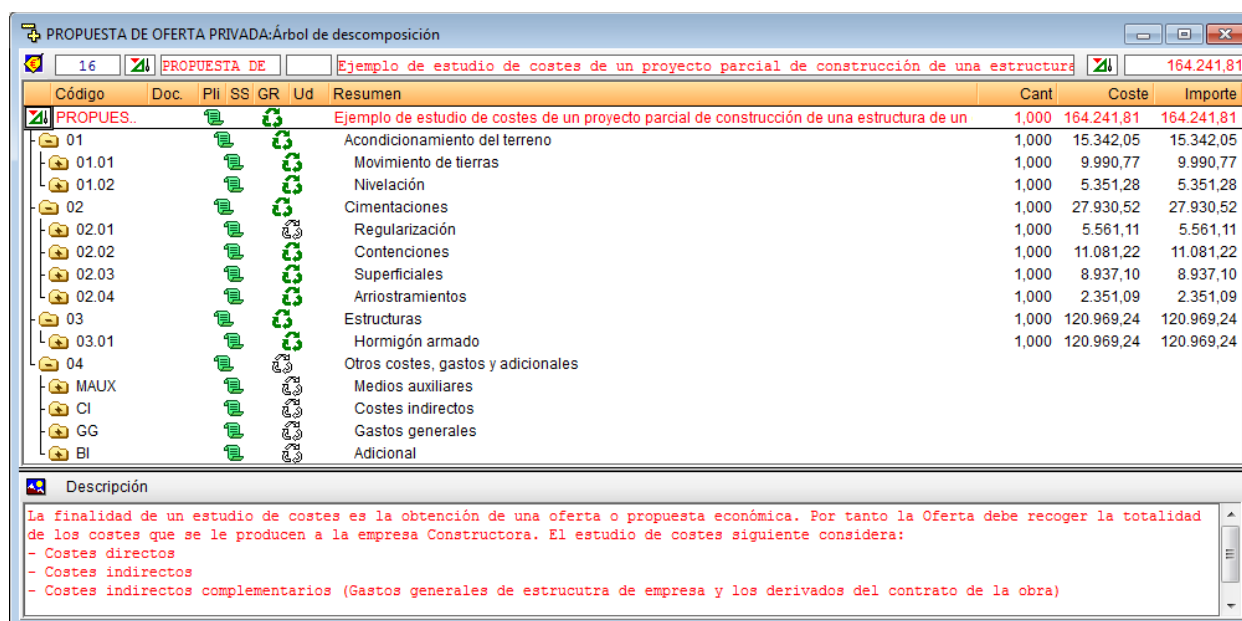 PROPUESTA DE OFERTA PRIVADA:Árbol de descomposición
16 PROPUESTA DE Ejemplo de estudio de costes de un proyecto parcial de construcción de una estructura 164.241,81
Código Doc. Pli SS GR Ud Resumen Cant Coste Importe
PROPUES.. Ejemplo de estudio de costes de un proyecto parcial de construcción de una estructura de un 1,000 164.241,81 164.241,81
01 Acondicionamiento del terreno 1,000 15.342,05 15.342,05
01.01 Movimiento de tierras 1,000 9.990,77 9.990,77
01.02 Nivelación 1,000 5.351,28 5.351,28
02 Cimentaciones 1,000 27.930,52 27.930,52
02.01 Regularización 1,000 5.561,11 5.561,11
02.02 Contenciones 1,000 11.081,22 11.081,22
02.03 Superficiales 1,000 8.937,10 8.937,10
02.04 Arriostramientos 1,000 2.351,09 2.351,09
03 Estructuras 1,000 120.969,24 120.969,24
03.01 Hormigón armado 1,000 120.969,24 120.969,24
04 Otros costes, gastos y adicionales
MAUX Medios auxiliares
CI Costes indirectos
GG Gastos generales
BI Adicional
Descripción
La finalidad de un estudio de costes es la obtención de una oferta o propuesta económica. Por tanto la Oferta debe recoger la totalidad
de los costes que se le producen a la empresa Constructora. El estudio de costes siguiente considera:
- Costes directos
- Costes indirectos
- Costes indirectos complementarios (Gastos generales de estrucutra de empresa y los derivados del contrato de la obra)